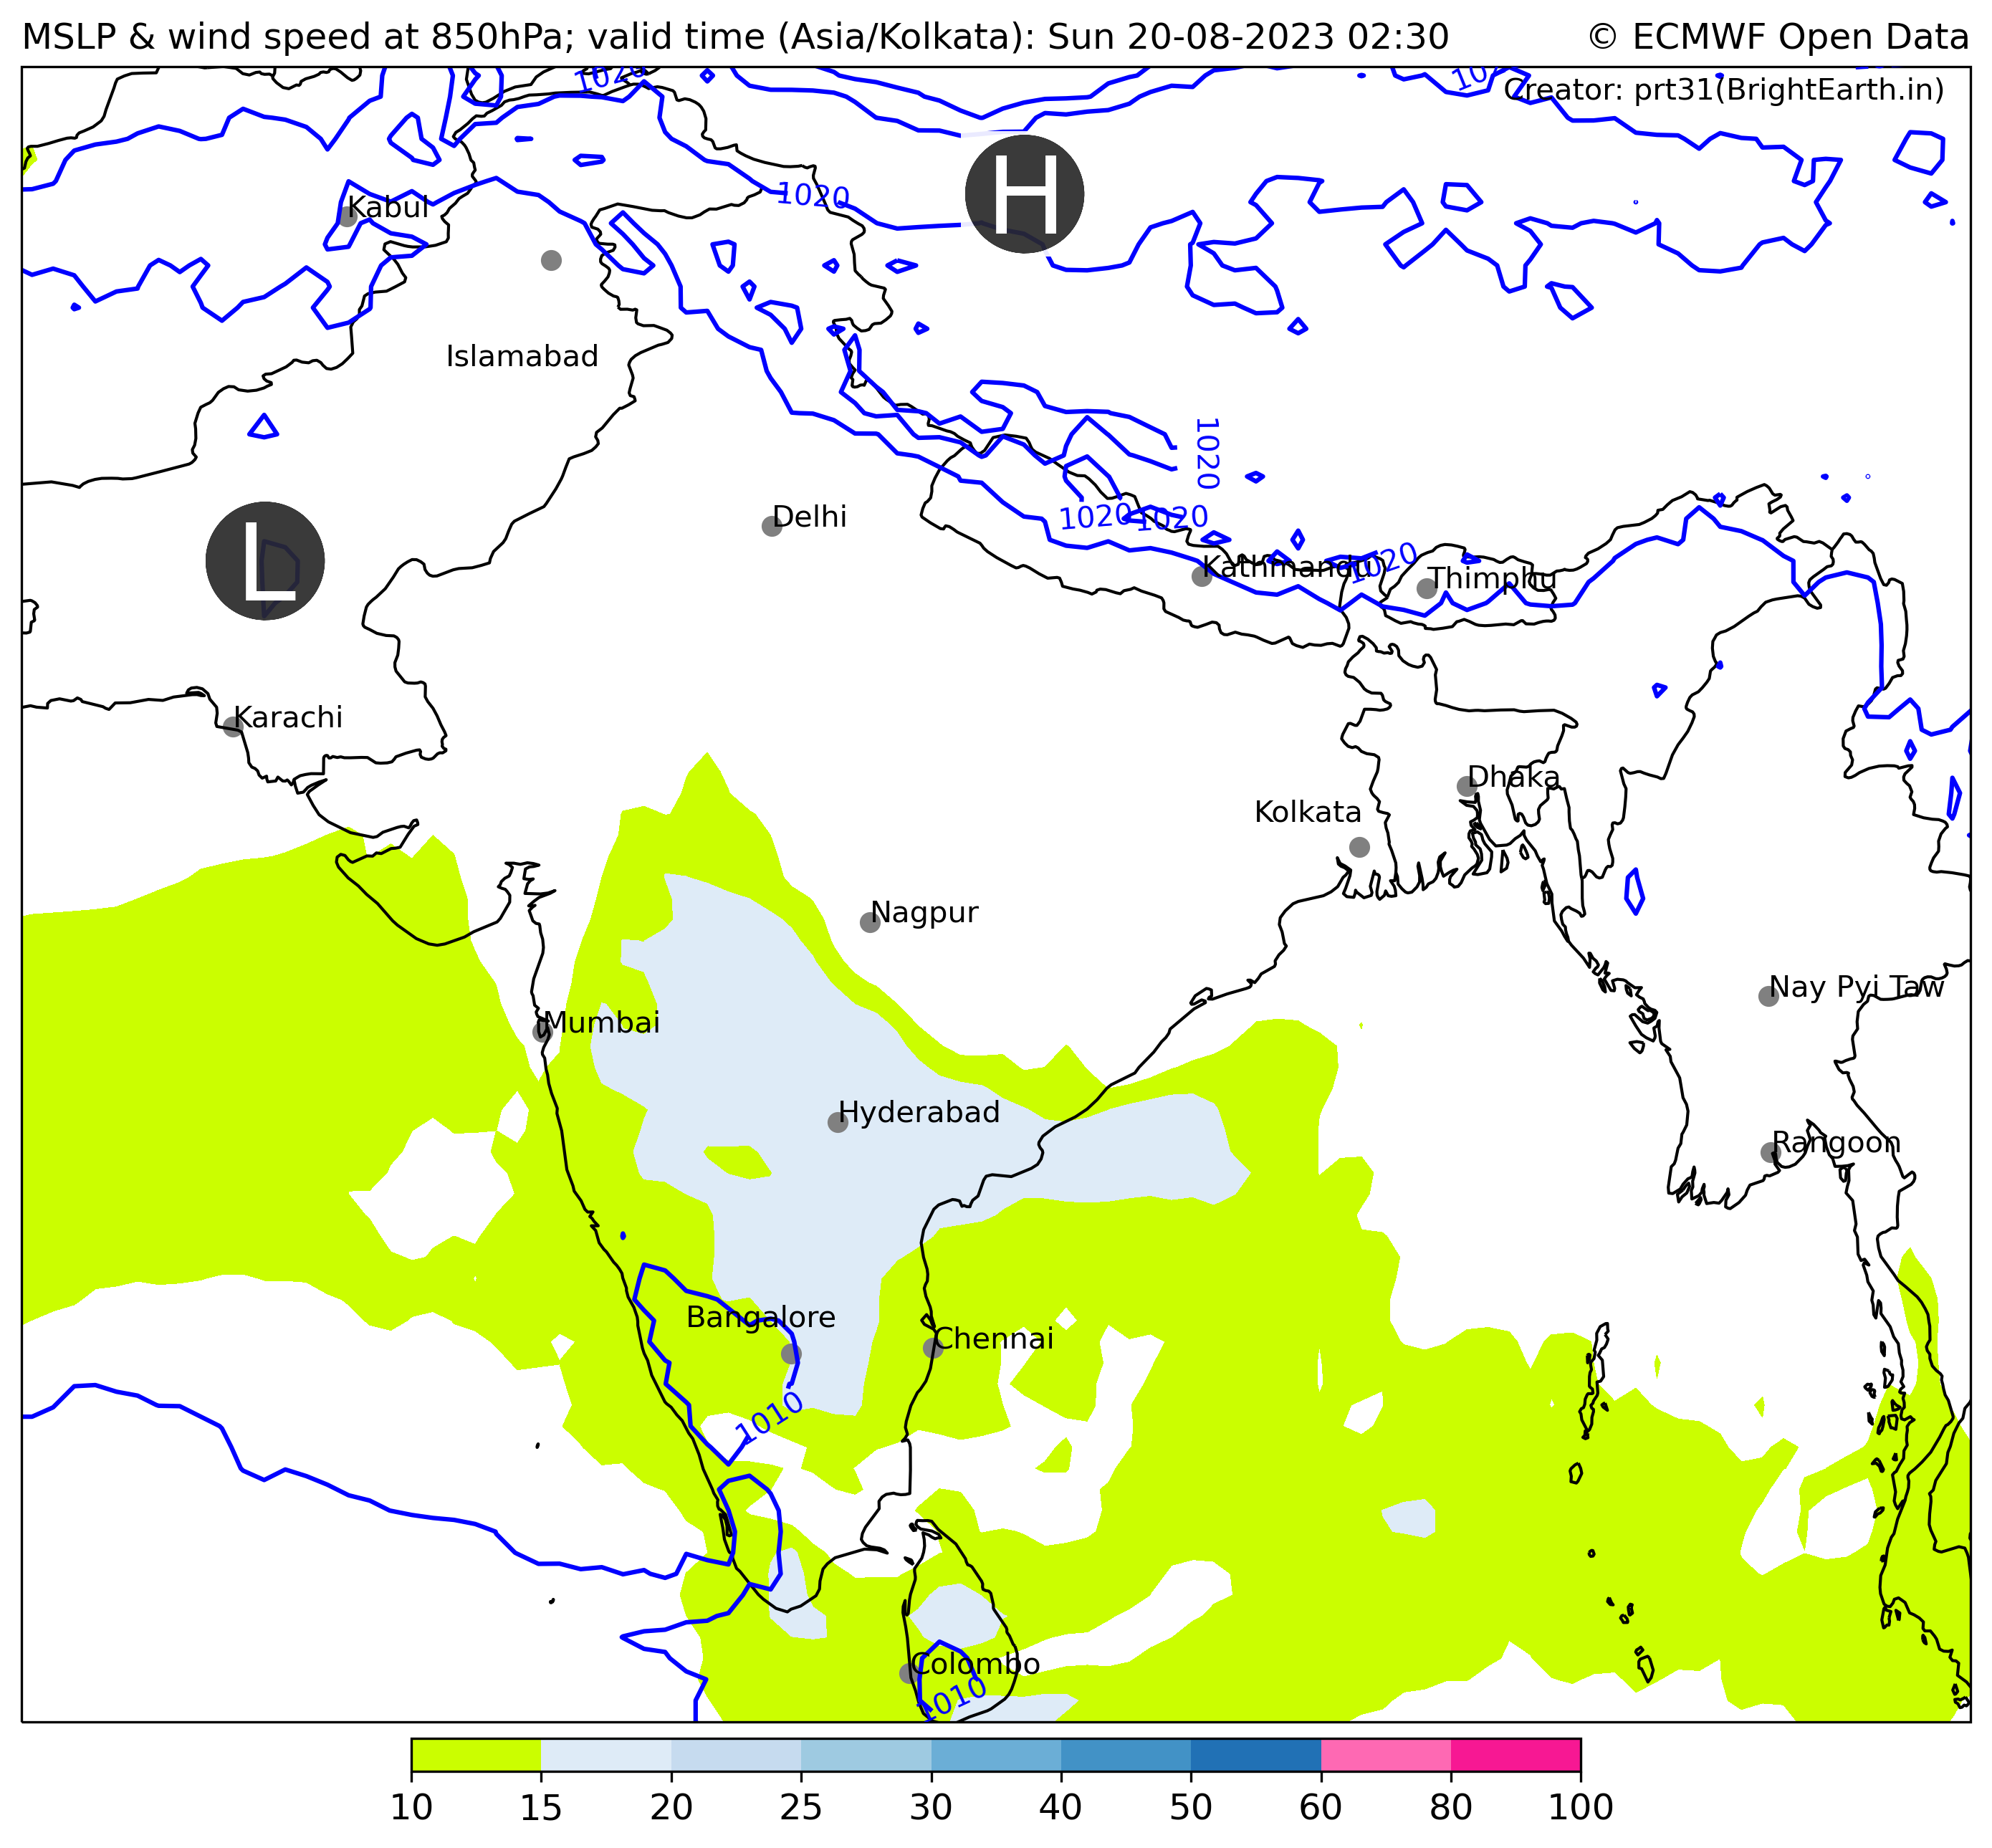 MSLP & wind speed at 850hPa; valid time (Asia/Kolkata): Sun 20-08-2023 02:30
© ECMWF Open Data
1020
Creator: prt31(BrightEarth.in)
H
1020
Kabul
Islamabad
1020
L
Delhi
1020
1020
1020
Kathmandu
Thimphu
Karachi
Dhaka
Kolkata
Nagpur
Nay Pyi Taw
Mumbai
Hyderabad
Rangoon
Bangalore
Chennai
1010
Colombo
1010
10 15 20 25 30 40 50 60 80 100